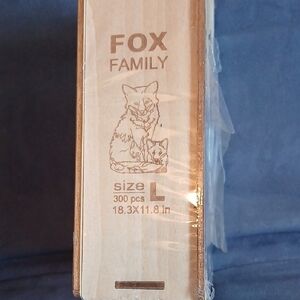 FOX
FAMILY
size L
300 pcs
18.3X11.8.in